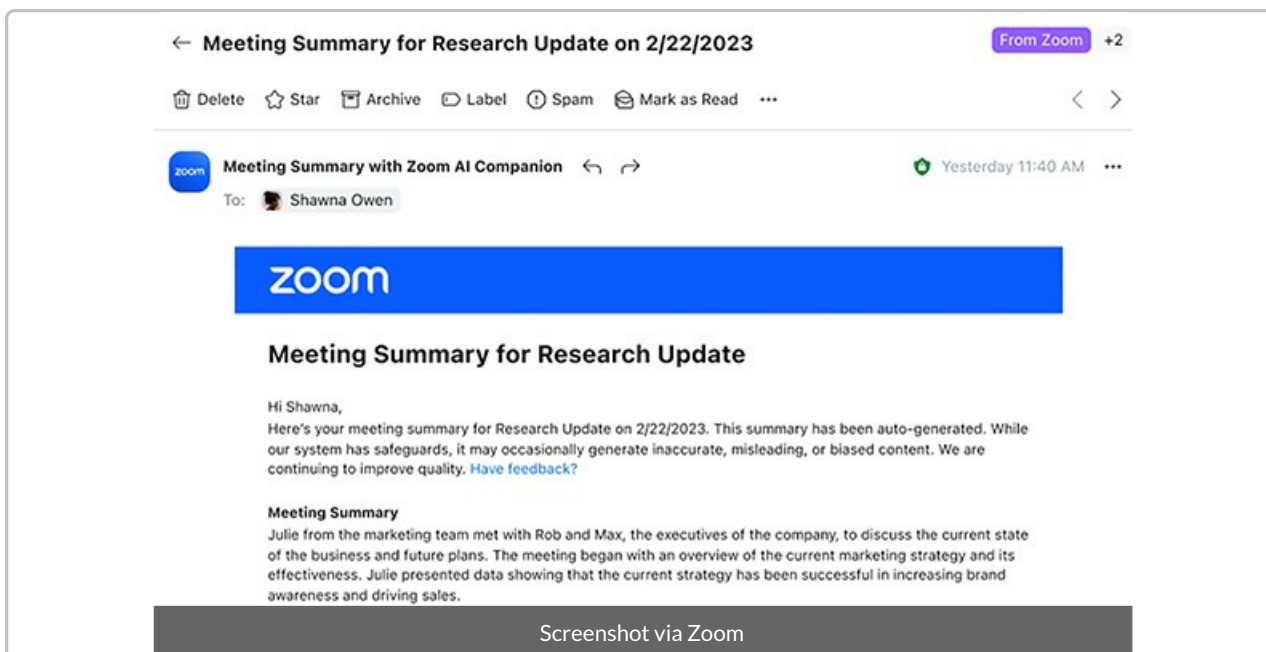 ← Meeting Summary for Research Update on 2/22/2023 From Zoom +2
Delete Star Archive Label Spam Mark as Read ···
zoom Meeting Summary with Zoom AI Companion Yesterday 11:40 AM ···
To: Shawna Owen
zoom
Meeting Summary for Research Update
Hi Shawna,
Here's your meeting summary for Research Update on 2/22/2023. This summary has been auto-generated. While
our system has safeguards, it may occasionally generate inaccurate, misleading, or biased content. We are
continuing to improve quality. Have feedback?
Meeting Summary
Julie from the marketing team met with Rob and Max, the executives of the company, to discuss the current state
of the business and future plans. The meeting began with an overview of the current marketing strategy and its
effectiveness. Julie presented data showing that the current strategy has been successful in increasing brand
awareness and driving sales.
Screenshot via Zoom